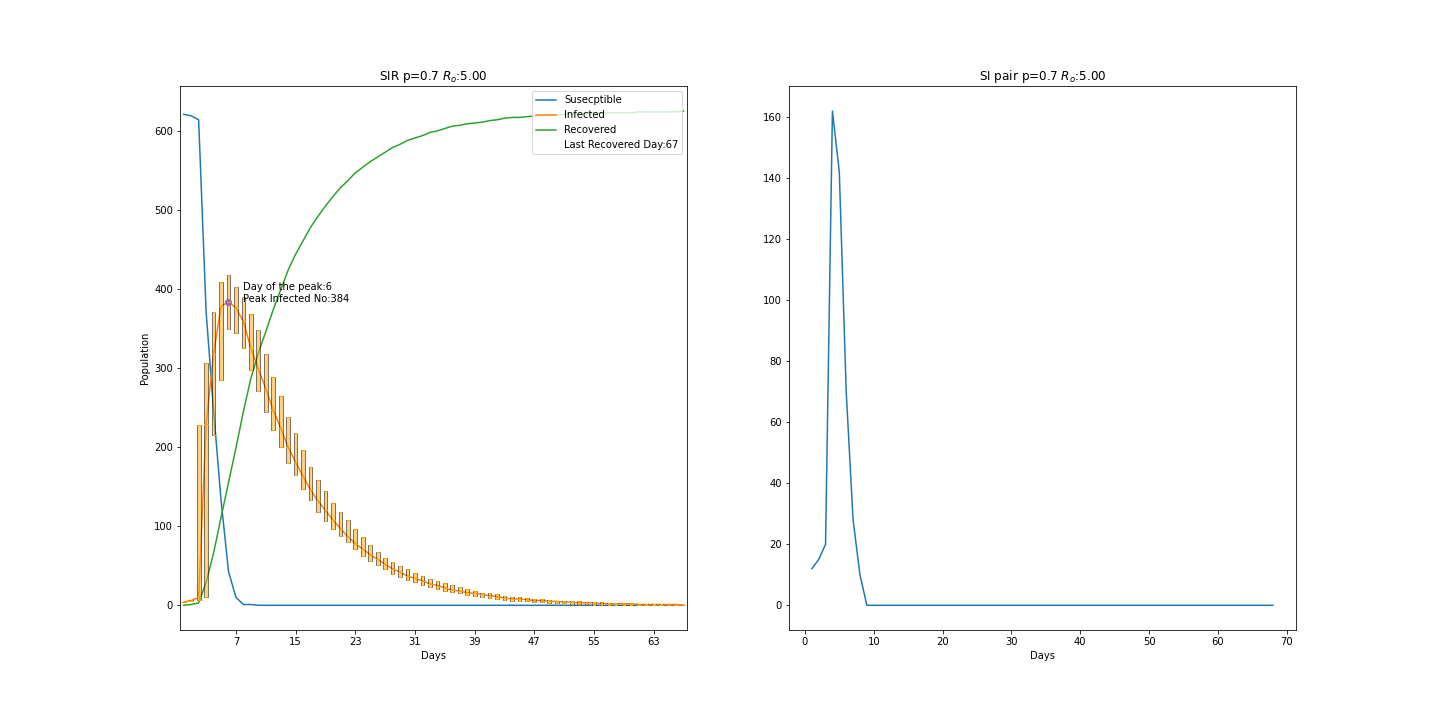 SIR p=0.7 Rₒ:5.00
Susecptible
Infected
Recovered
Last Recovered Day:67
Day of the peak:6
Peak Infected No:384
Population
600
500
400
300
200
100
0
7 15 23 31 39 47 55 63
Days
SI pair p=0.7 Rₒ:5.00
160
140
120
100
80
60
40
20
0
0 10 20 30 40 50 60 70
Days